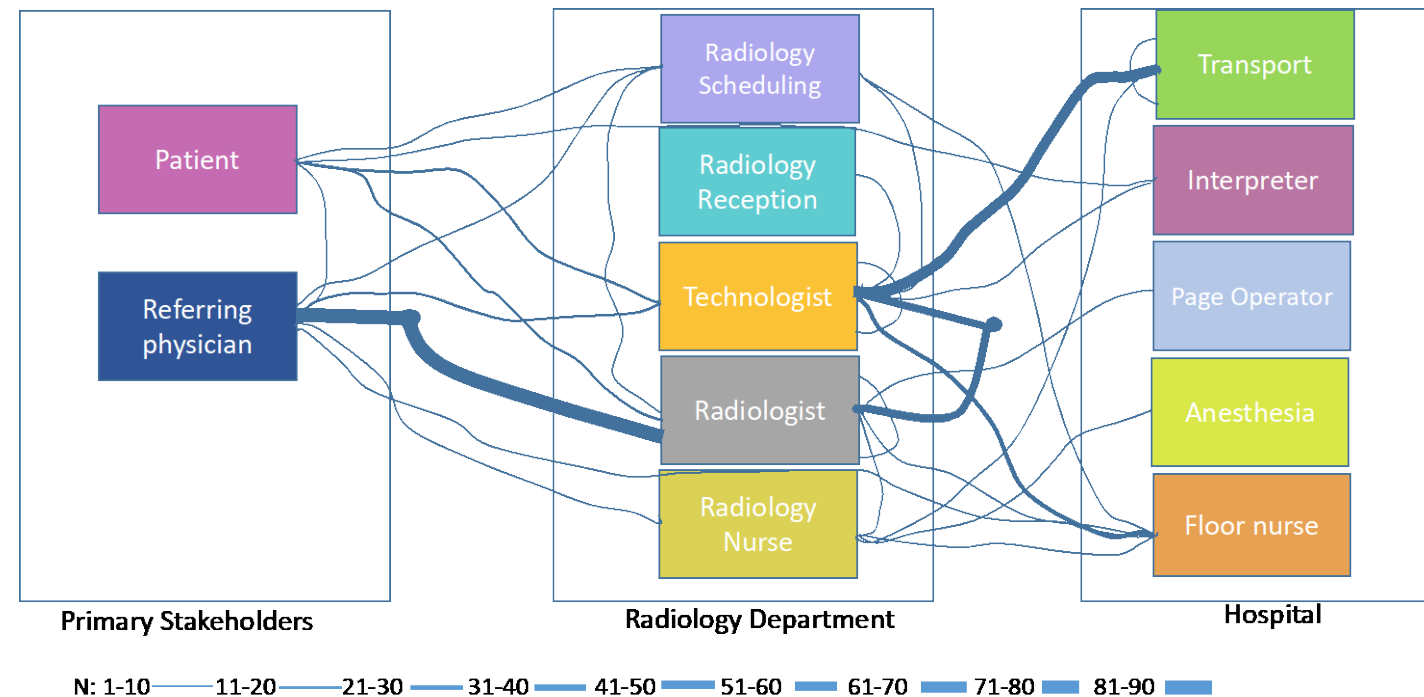 Patient
Referring
physician
Primary Stakeholders
Radiology
Scheduling
Radiology
Reception
Technologist
Radiologist
Radiology
Nurse
Radiology Department
Transport
Interpreter
Page Operator
Anesthesia
Floor nurse
Hospital
N: 1-10 11-20 21-30 31-40 41-50 51-60 61-70 71-80 81-90